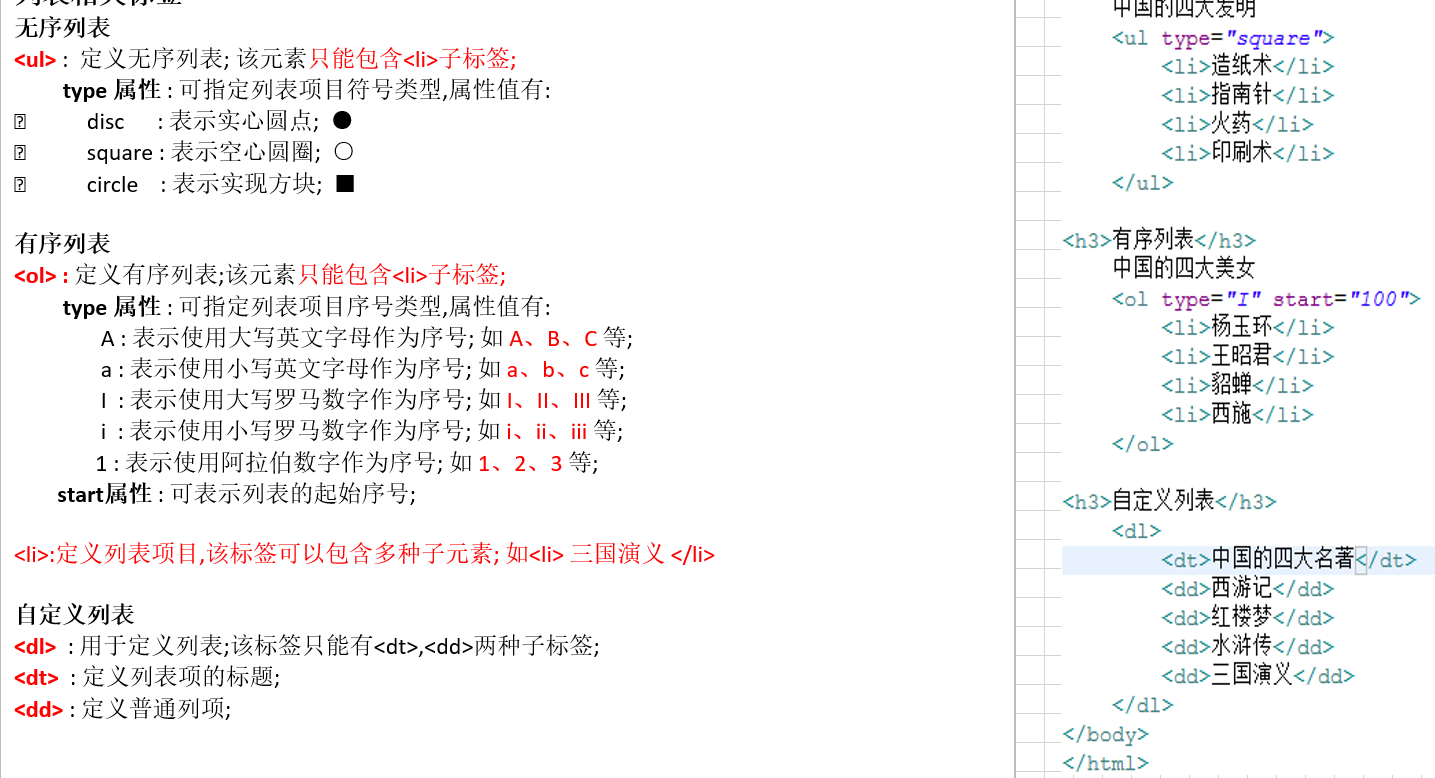 列表相关标签
无序列表
<ul> : 定义无序列表; 该元素只能包含<li>子标签;
type 属性 : 可指定列表项目符号类型,属性值有:
disc : 表示实心圆点; ●
square : 表示空心圆圈; ○
circle : 表示实现方块; ■
有序列表
<ol> : 定义有序列表;该元素只能包含<li>子标签;
type 属性 : 可指定列表项目序号类型,属性值有:
A : 表示使用大写英文字母作为序号; 如 A、B、C 等;
a : 表示使用小写英文字母作为序号; 如 a、b、c 等;
I : 表示使用大写罗马数字作为序号; 如 I、II、III 等;
i : 表示使用小写罗马数字作为序号; 如 i、ii、iii 等;
1 : 表示使用阿拉伯数字作为序号; 如 1、2、3 等;
start属性 : 可表示列表的起始序号;
<li>:定义列表项目,该标签可以包含多种子元素; 如<li> 三国演义 </li>
自定义列表
<dl> : 用于定义列表;该标签只能有<dt>,<dd>两种子标签;
<dt> : 定义列表项的标题;
<dd> : 定义普通列项;
中国的四大发明
<ul type="square">
<li>造纸术</li>
<li>指南针</li>
<li>火药</li>
<li>印刷术</li>
</ul>
<h3>有序列表</h3>
中国的四大美女
<ol type="I" start="100">
<li>杨玉环</li>
<li>王昭君</li>
<li>貂蝉</li>
<li>西施</li>
</ol>
<h3>自定义列表</h3>
<dl>
<dt>中国的四大名著</dt>
<dd>西游记</dd>
<dd>红楼梦</dd>
<dd>水浒传</dd>
<dd>三国演义</dd>
</dl>
</body>
</html>